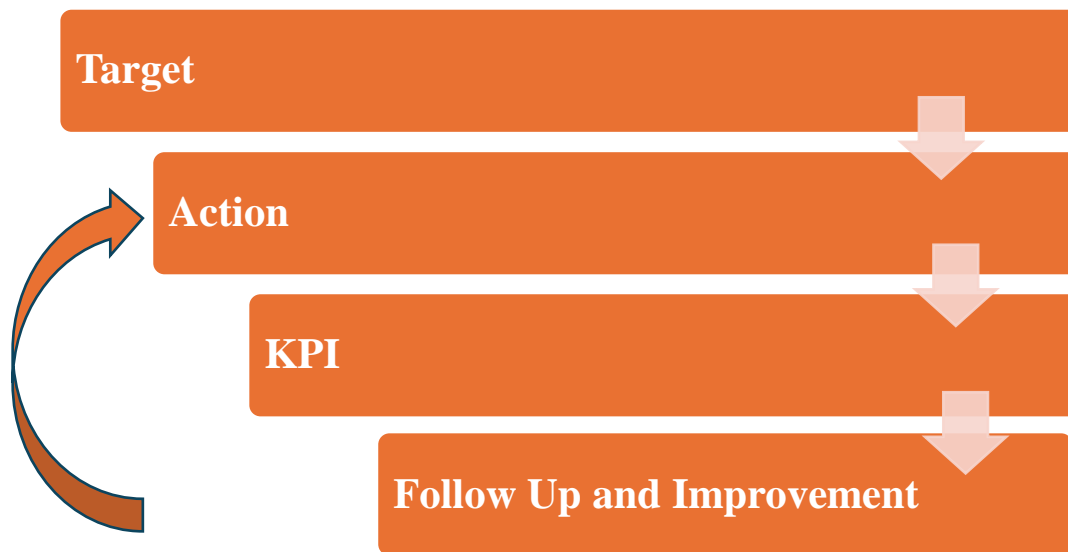 Target
Action
KPI
Follow Up and Improvement